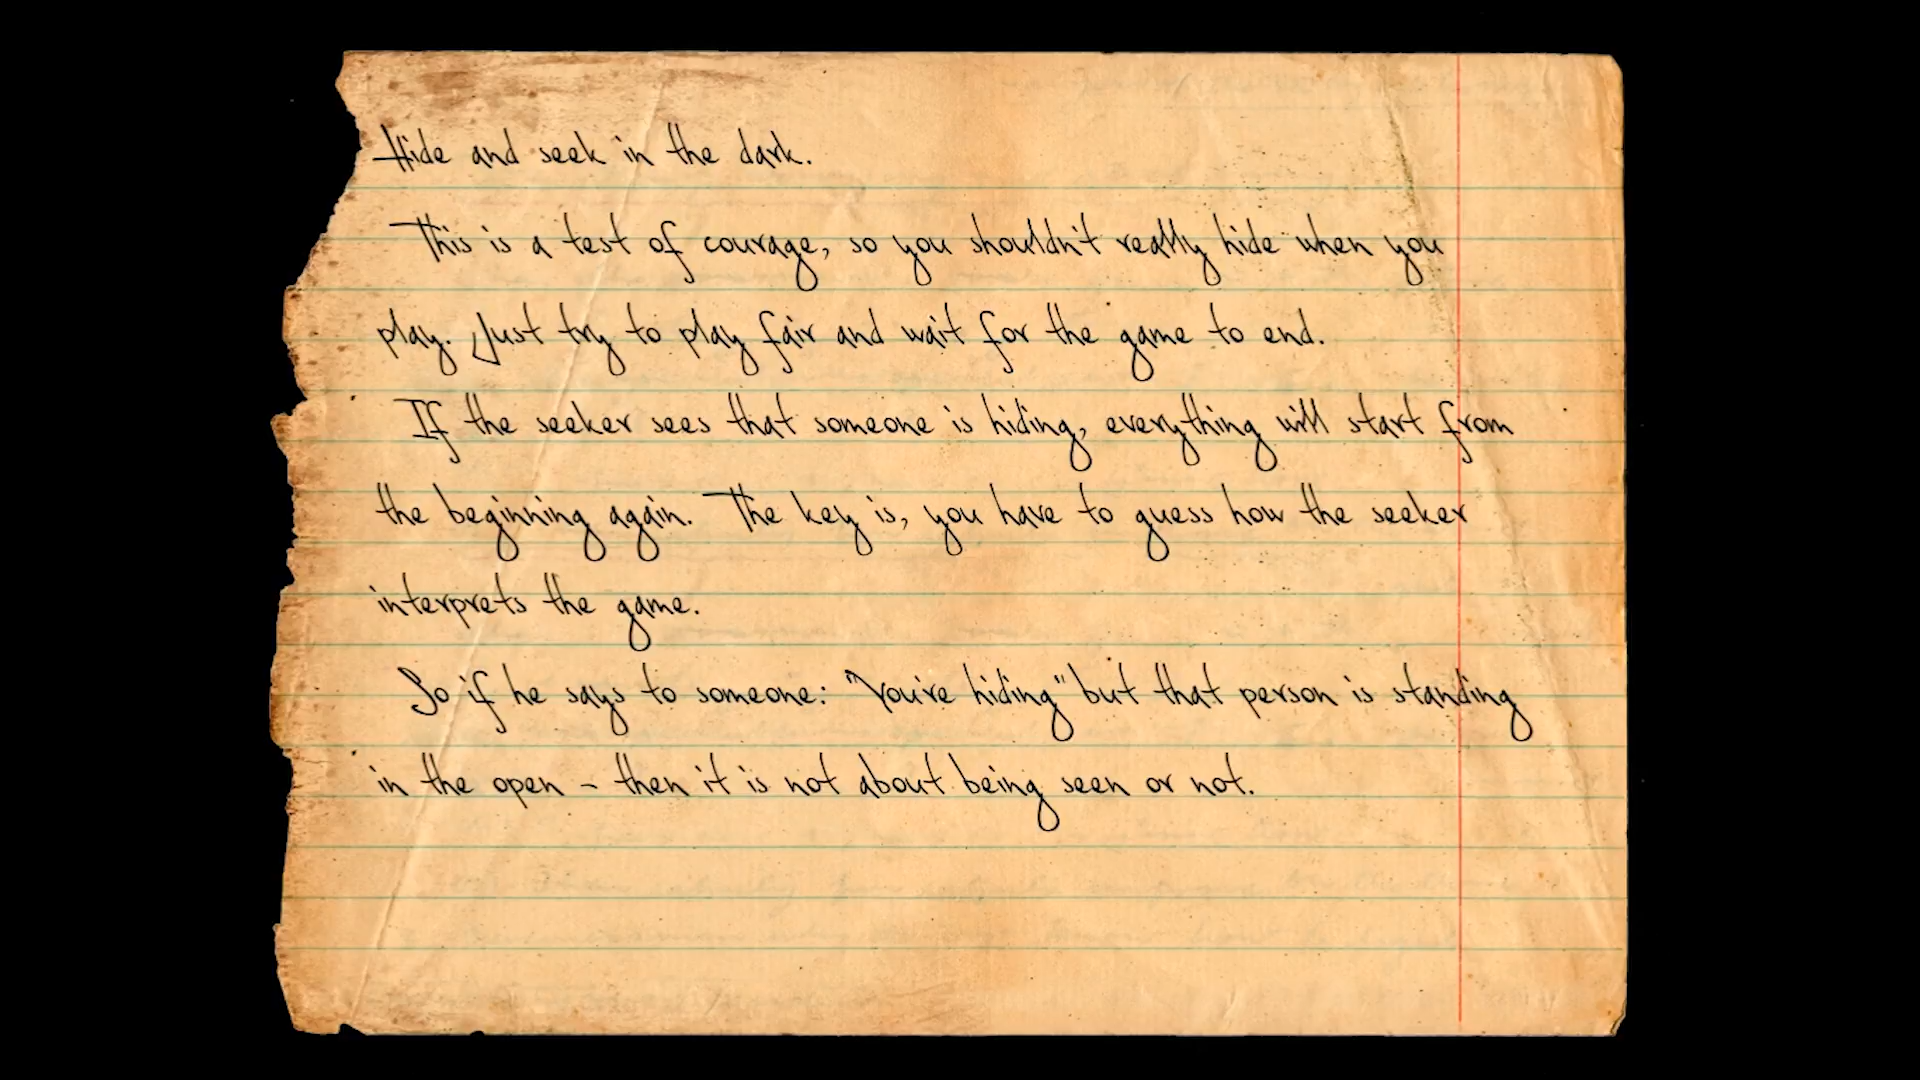 Hide and seek in the dark.
This is a test of courage, so you shouldn't really hide when you
play. Just try to play fair and wait for the game to end.
If the seeker sees that someone is hiding, everything will start from
the beginning again. The key is, you have to guess how the seeker
interprets the game.
So if he says to someone: "You're hiding" but that person is standing
in the open - then it is not about being seen or not.